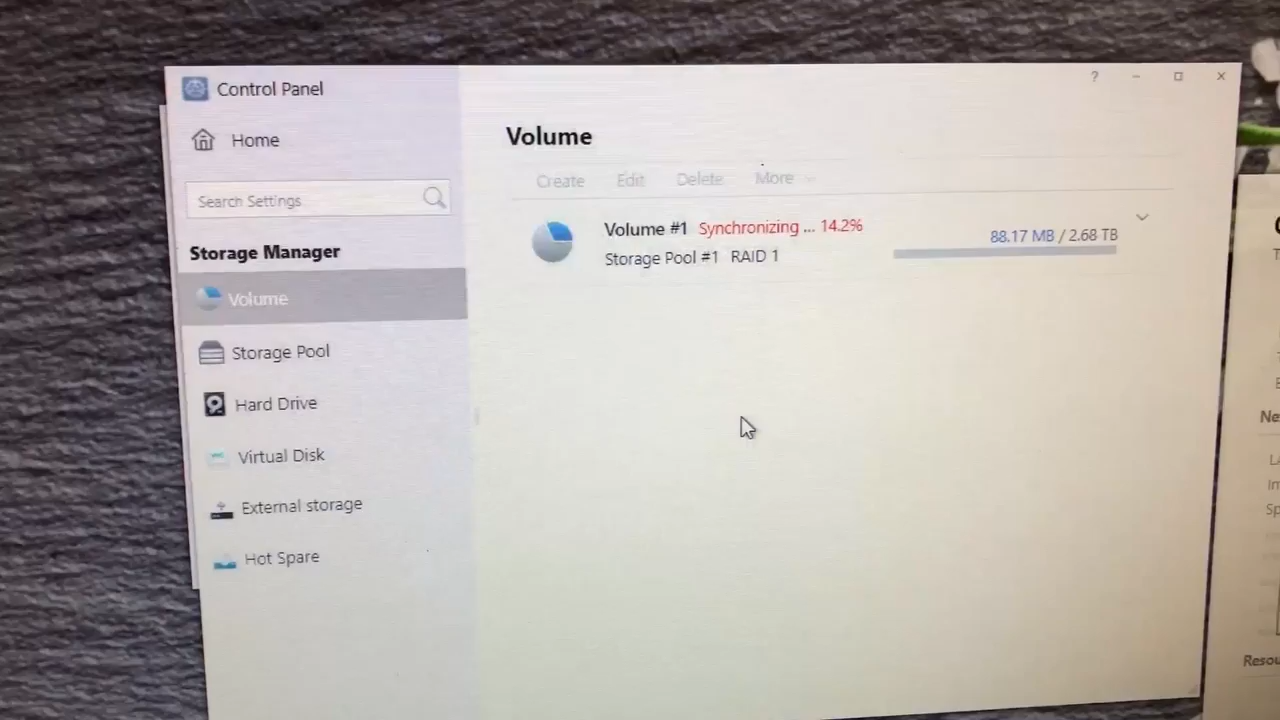 Control Panel
Home
Search Settings
Storage Manager
Volume
Storage Pool
Hard Drive
Virtual Disk
External storage
Hot Spare
?
Volume
Create Edit Delete More
Volume #1 Synchronizing ... 14.2%
88.17 MB / 2.68 TB
Storage Pool #1 RAID 1